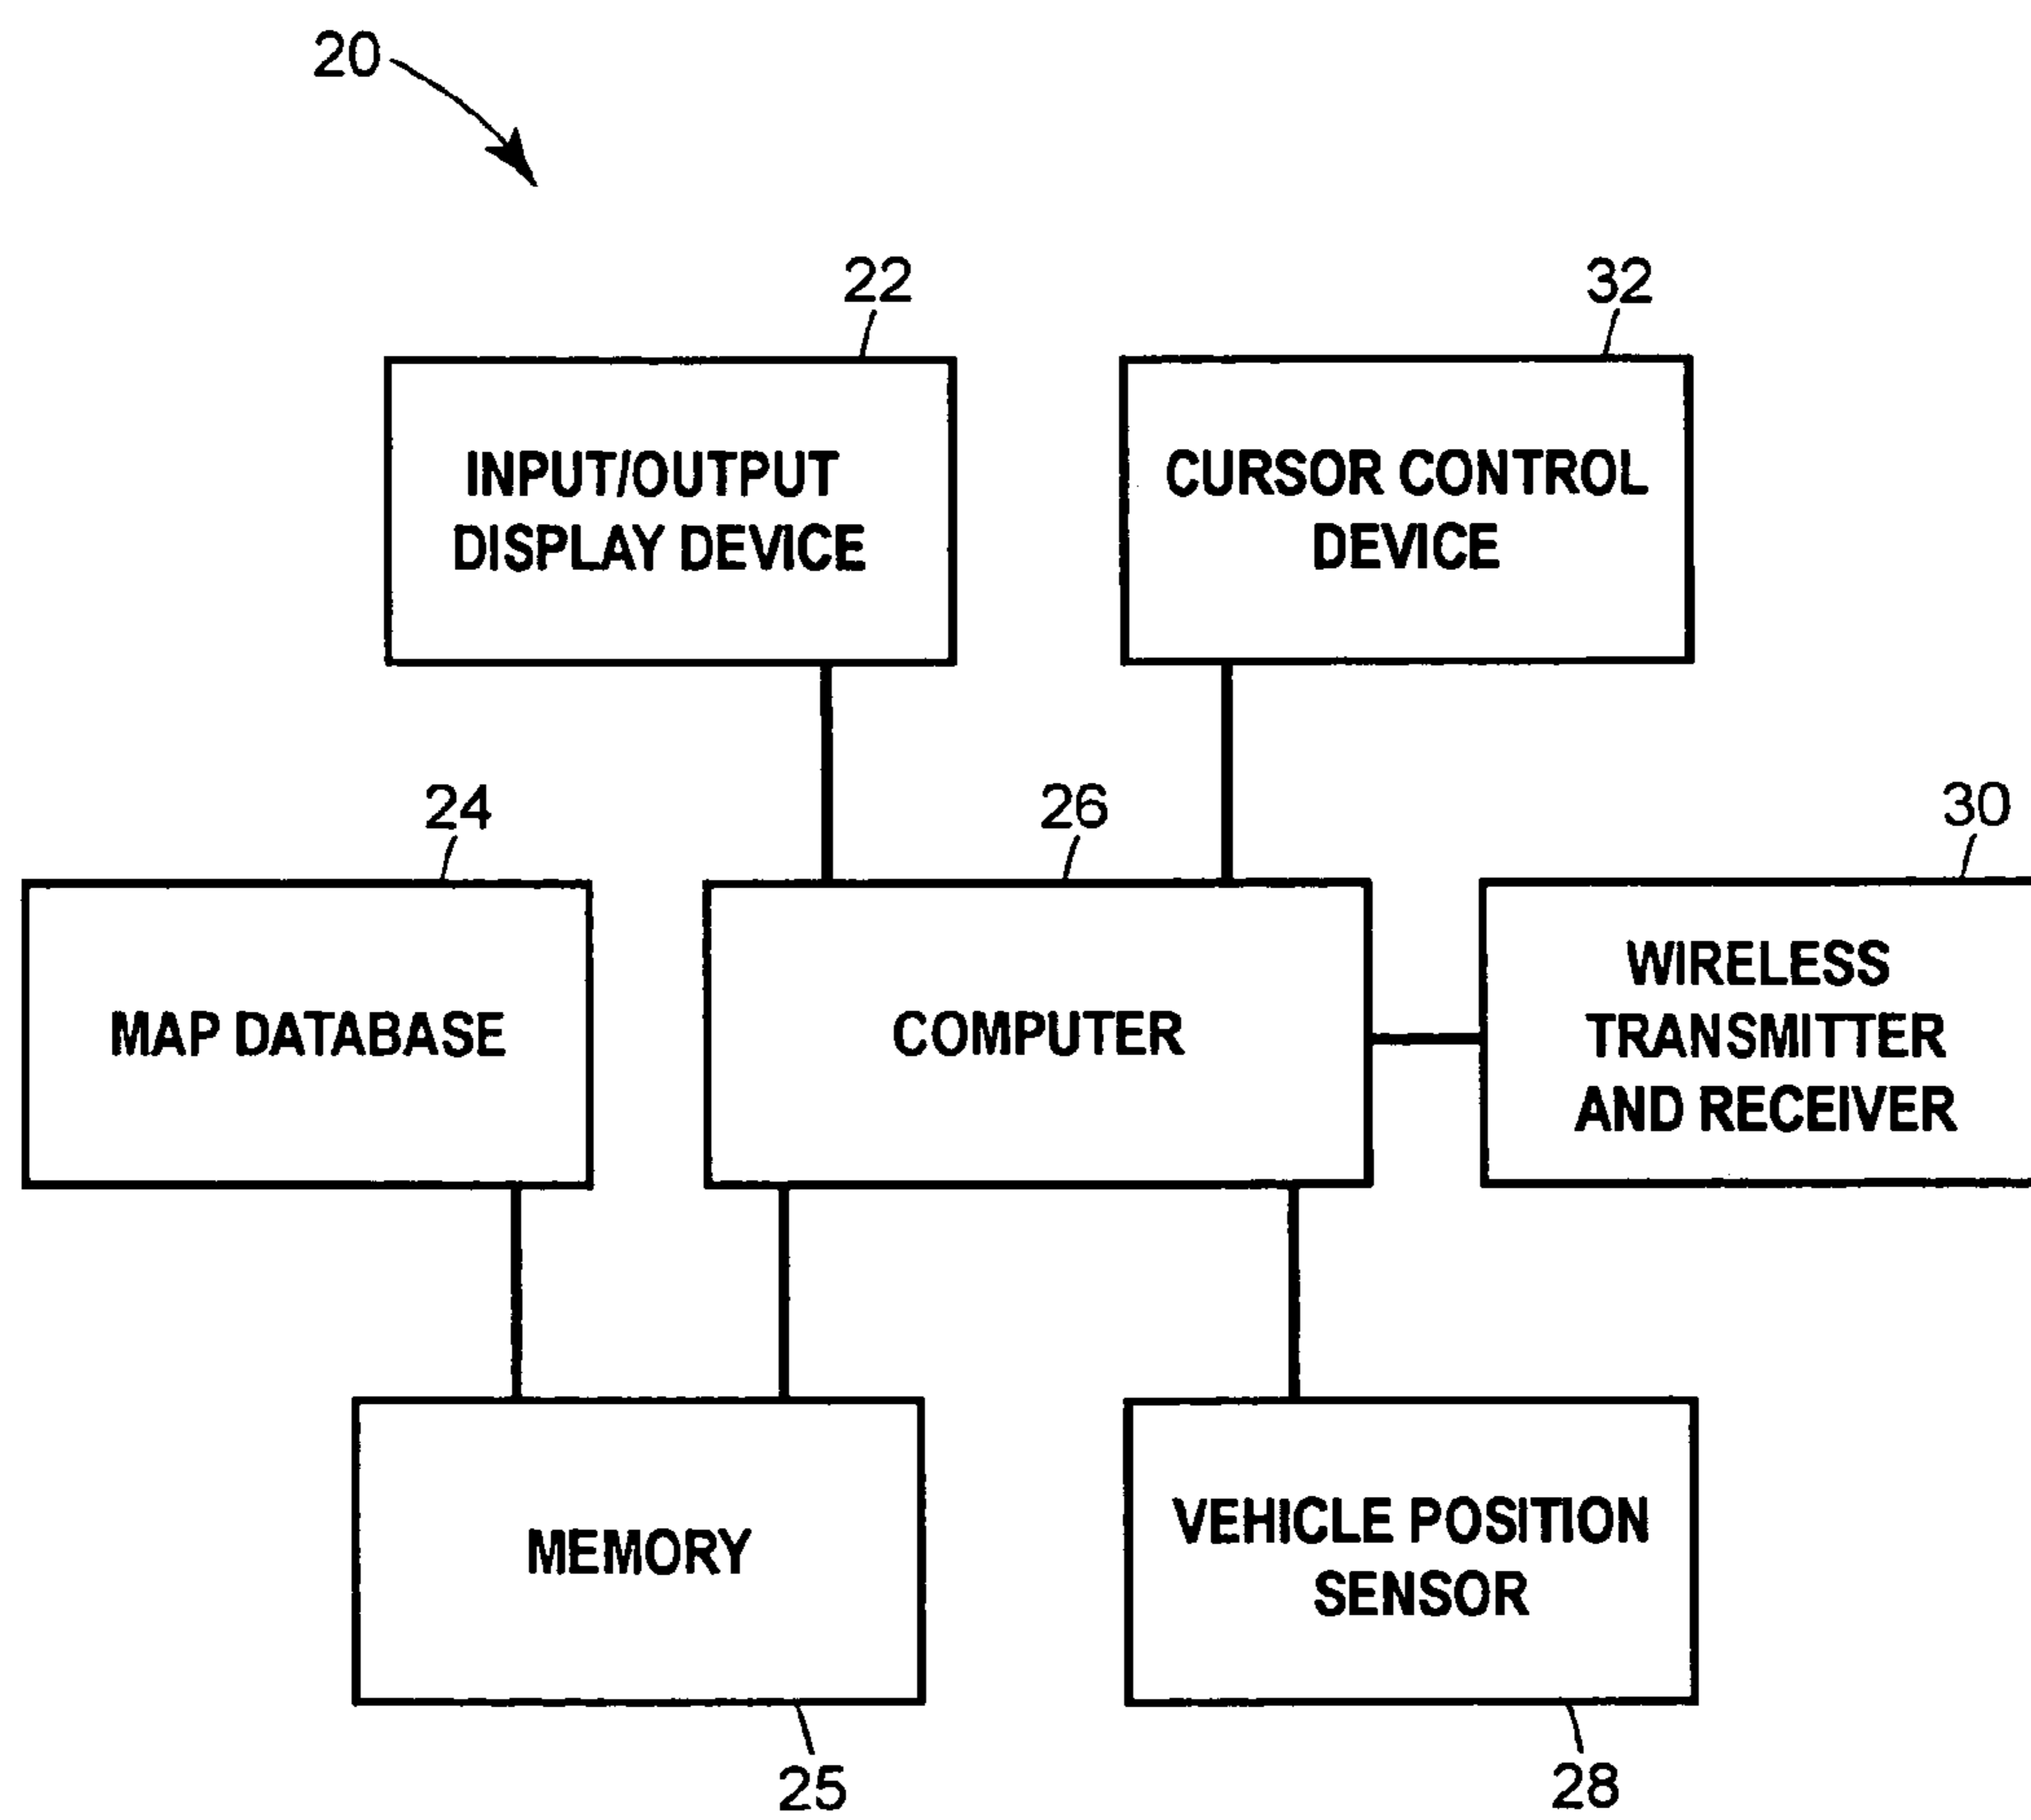 20
22
32
INPUT/OUTPUT
DISPLAY DEVICE
CURSOR CONTROL
DEVICE
24
26
30
MAP DATABASE
COMPUTER
WIRELESS
TRANSMITTER
AND RECEIVER
MEMORY
VEHICLE POSITION
SENSOR
25
28